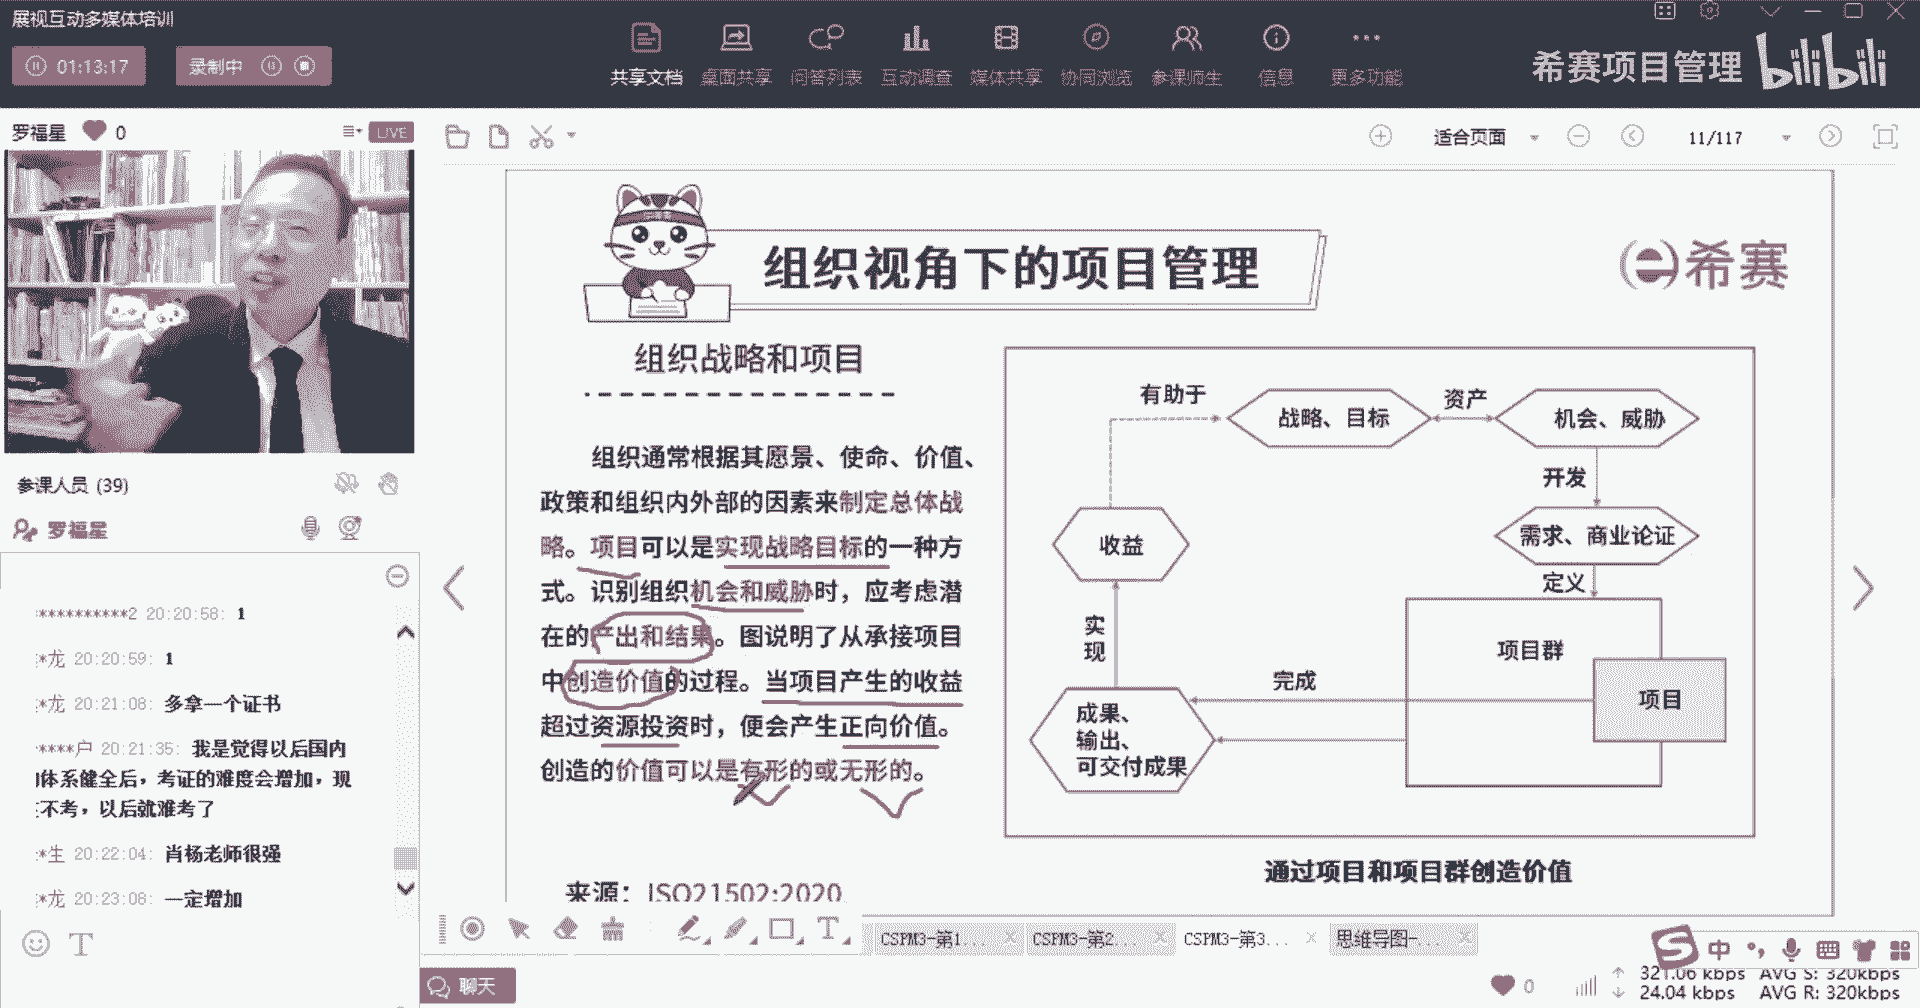 展视互动多媒体培训
01:13:17
录制中
共享文档
桌面共享
问答列表
互动调查
媒体共享
协同浏览
参课师生
信息
更多功能
希赛项目管理
bilibili
罗福星 0
LIVE
适合页面
11/117
参课人员 (39)
罗福星
**********2 20:20:58: 1
*龙 20:20:59: 1
*龙 20:21:08: 多拿一个证书
****户 20:21:35: 我是觉得以后国内
体系健全后，考证的难度会增加，现
不考，以后就难考了
*生 20:22:04: 肖杨老师很强
*龙 20:23:08: 一定增加
组织视角下的项目管理
希赛
组织战略和项目
组织通常根据其愿景、使命、价值、
政策和组织内外部的因素来制定总体战
略。项目可以是实现战略目标的一种方
式。识别组织机会和威胁时，应考虑潜
在的产出和结果。图说明了从承接项目
中创造价值的过程。当项目产生的收益
超过资源投资时，便会产生正向价值。
创造的价值可以是有形的或无形的。
来源：ISO21502:2020
有助于
战略、目标
资产
机会、威胁
开发
需求、商业论证
定义
收益
实
现
项目群
项目
完成
成果、
输出、
可交付成果
通过项目和项目群创造价值
CSPM3-第1...
CSPM3-第2...
CSPM3-第3...
思维导图-...
聊天
中
0
321.06 kbps AVG S: 320kbps
24.04 kbps AVG R: 320kbps